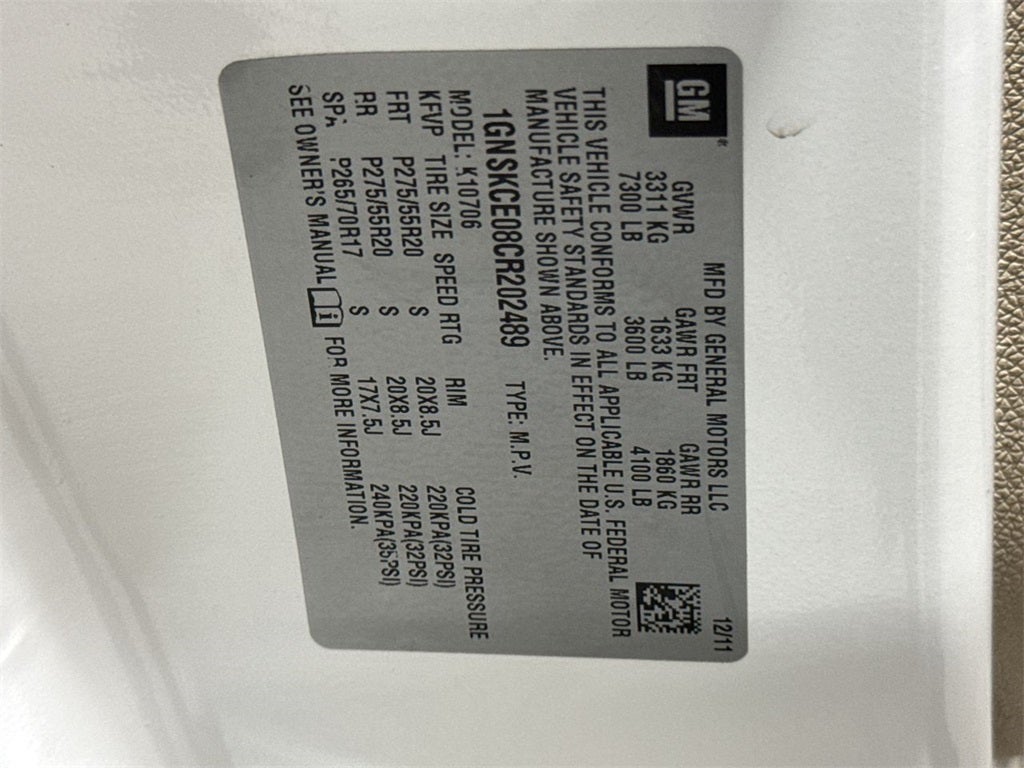 GM
MFD BY GENERAL MOTORS LLC 12/11
GVWR GAWR FRT GAWR RR
3311 KG 1633 KG 1860 KG
7300 LB 3600 LB 4100 LB
THIS VEHICLE CONFORMS TO ALL APPLICABLE U.S. FEDERAL MOTOR
VEHICLE SAFETY STANDARDS IN EFFECT ON THE DATE OF
MANUFACTURE SHOWN ABOVE.
1GNSKCE08CR202489 TYPE: M.P.V.
MODEL: K10706
KFVP TIRE SIZE SPEED RTG RIM COLD TIRE PRESSURE
FRT P275/55R20 S 20X8.5J 220KPA(32PSI)
RR P275/55R20 S 20X8.5J 220KPA(32PSI)
SPA P265/70R17 S 17X7.5J 240KPA(35PSI)
SEE OWNER'S MANUAL FOR MORE INFORMATION.